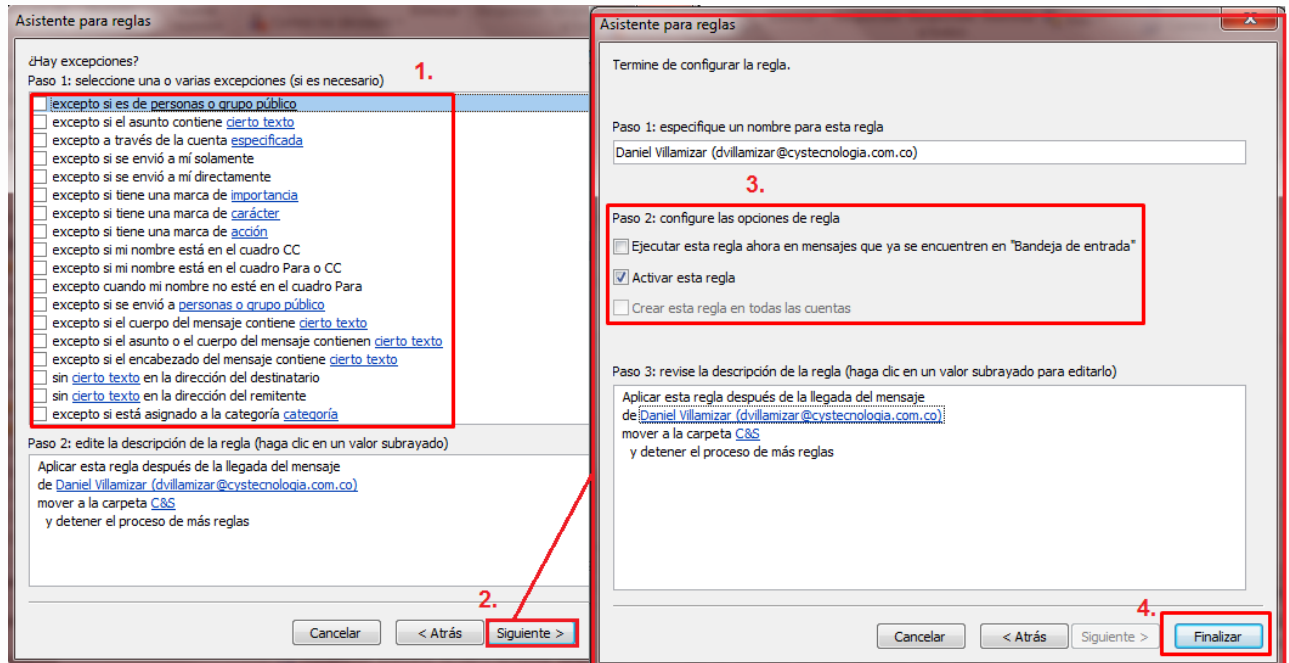 Asistente para reglas
¿Hay excepciones?
Paso 1: seleccione una o varias excepciones (si es necesario)
1.
excepto si es de personas o grupo público
excepto si el asunto contiene cierto texto
excepto a través de la cuenta especificada
excepto si se envió a mí solamente
excepto si se envió a mí directamente
excepto si tiene una marca de importancia
excepto si tiene una marca de carácter
excepto si tiene una marca de acción
excepto si mi nombre está en el cuadro CC
excepto si mi nombre está en el cuadro Para o CC
excepto cuando mi nombre no esté en el cuadro Para
excepto si se envió a personas o grupo público
excepto si el cuerpo del mensaje contiene cierto texto
excepto si el asunto o el cuerpo del mensaje contienen cierto texto
excepto si el encabezado del mensaje contiene cierto texto
sin cierto texto en la dirección del destinatario
sin cierto texto en la dirección del remitente
excepto si está asignado a la categoría categoría
Paso 2: edite la descripción de la regla (haga clic en un valor subrayado)
Aplicar esta regla después de la llegada del mensaje
de Daniel Villamizar (dvillamizar@cystecnologia.com.co)
mover a la carpeta C&S
y detener el proceso de más reglas
2.
Cancelar
< Atrás
Siguiente >
Asistente para reglas
Termine de configurar la regla.
Paso 1: especifique un nombre para esta regla
Daniel Villamizar (dvillamizar@cystecnologia.com.co)
3.
Paso 2: configure las opciones de regla
Ejecutar esta regla ahora en mensajes que ya se encuentren en "Bandeja de entrada"
Activar esta regla
Crear esta regla en todas las cuentas
Paso 3: revise la descripción de la regla (haga clic en un valor subrayado para editarlo)
Aplicar esta regla después de la llegada del mensaje
de Daniel Villamizar (dvillamizar@cystecnologia.com.co)
mover a la carpeta C&S
y detener el proceso de más reglas
4.
Cancelar
< Atrás
Siguiente >
Finalizar